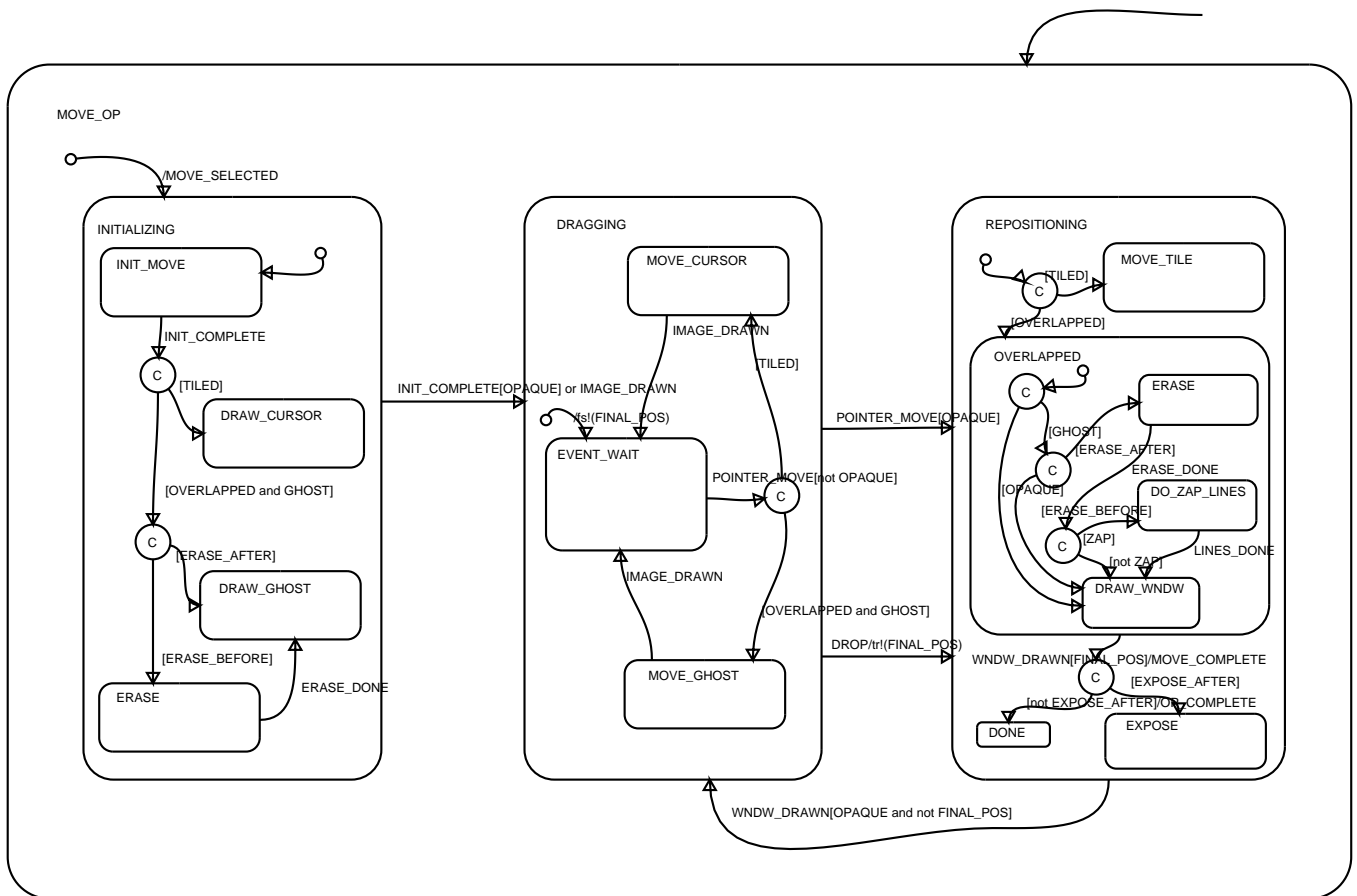 MOVE_OP
/MOVE_SELECTED
INITIALIZING
INIT_MOVE
INIT_COMPLETE
C
[TILED]
DRAW_CURSOR
[OVERLAPPED and GHOST]
C
[ERASE_AFTER]
DRAW_GHOST
[ERASE_BEFORE]
ERASE
ERASE_DONE
INIT_COMPLETE[OPAQUE] or IMAGE_DRAWN
DRAGGING
MOVE_CURSOR
IMAGE_DRAWN
[TILED]
/fs!(FINAL_POS)
EVENT_WAIT
POINTER_MOVE[not OPAQUE]
C
IMAGE_DRAWN
[OVERLAPPED and GHOST]
MOVE_GHOST
POINTER_MOVE[OPAQUE]
DROP/tr!(FINAL_POS)
REPOSITIONING
C
[TILED]
MOVE_TILE
[OVERLAPPED]
OVERLAPPED
C
ERASE
[GHOST]
[ERASE_AFTER]
C
ERASE_DONE
[OPAQUE]
DO_ZAP_LINES
[ERASE_BEFORE]
C
[ZAP]
LINES_DONE
[not ZAP]
DRAW_WNDW
WNDW_DRAWN[FINAL_POS]/MOVE_COMPLETE
C
[EXPOSE_AFTER]
[not EXPOSE_AFTER]/OP_COMPLETE
DONE
EXPOSE
WNDW_DRAWN[OPAQUE and not FINAL_POS]